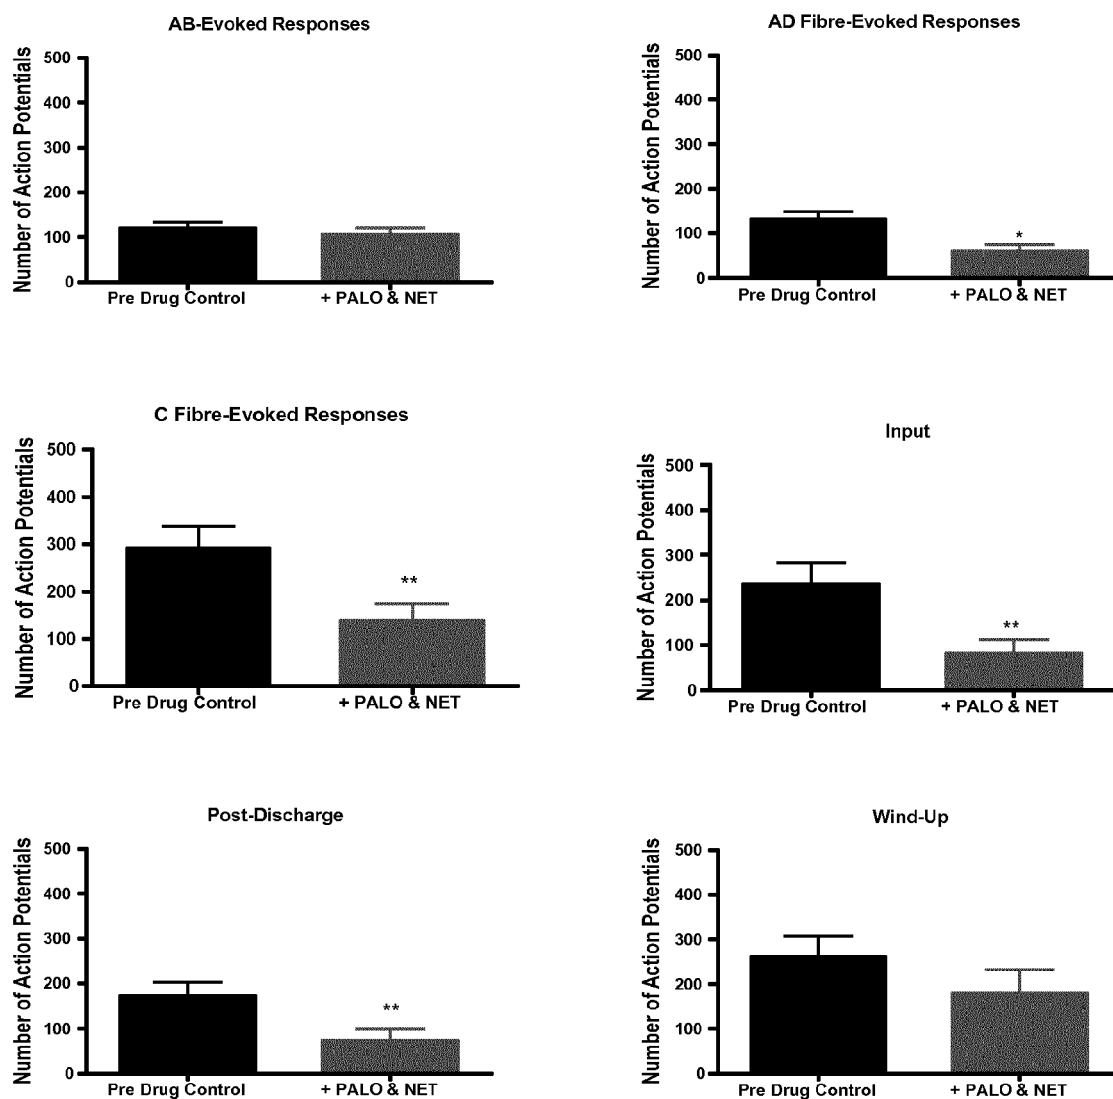 AB-Evoked Responses
Number of Action Potentials
500
400
300
200
100
0
Pre Drug Control
+ PALO & NET
AD Fibre-Evoked Responses
Number of Action Potentials
500
400
300
200
100
0
*
Pre Drug Control
+ PALO & NET
C Fibre-Evoked Responses
Number of Action Potentials
500
400
300
200
100
0
**
Pre Drug Control
+ PALO & NET
Input
Number of Action Potentials
500
400
300
200
100
0
**
Pre Drug Control
+ PALO & NET
Post-Discharge
Number of Action Potentials
500
400
300
200
100
0
**
Pre Drug Control
+ PALO & NET
Wind-Up
Number of Action Potentials
500
400
300
200
100
0
Pre Drug Control
+ PALO & NET